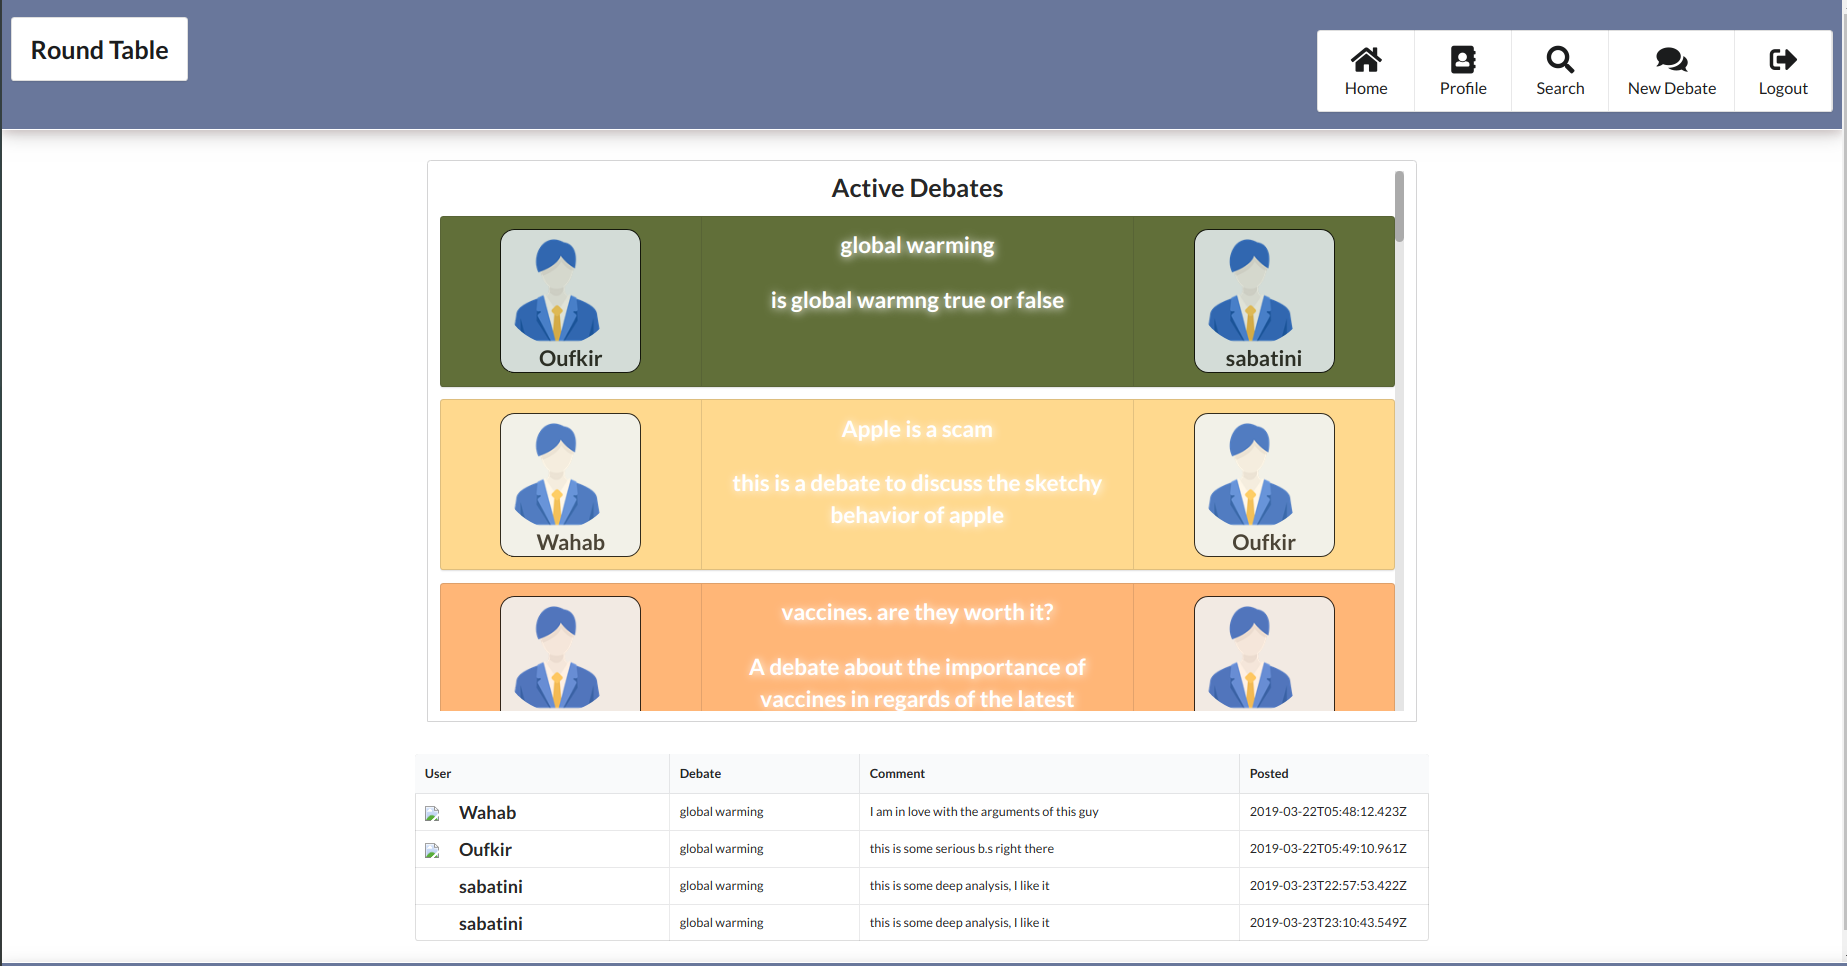 Round Table
Home Profile Search New Debate Logout
Active Debates
global warming
is global warmng true or false
Oufkir sabatini
Apple is a scam
this is a debate to discuss the sketchy
behavior of apple
Wahab Oufkir
vaccines. are they worth it?
A debate about the importance of
vaccines in regards of the latest
User Debate Comment Posted
Wahab global warming I am in love with the arguments of this guy 2019-03-22T05:48:12.423Z
Oufkir global warming this is some serious b.s right there 2019-03-22T05:49:10.961Z
sabatini global warming this is some deep analysis, I like it 2019-03-23T22:57:53.422Z
sabatini global warming this is some deep analysis, I like it 2019-03-23T23:10:43.549Z